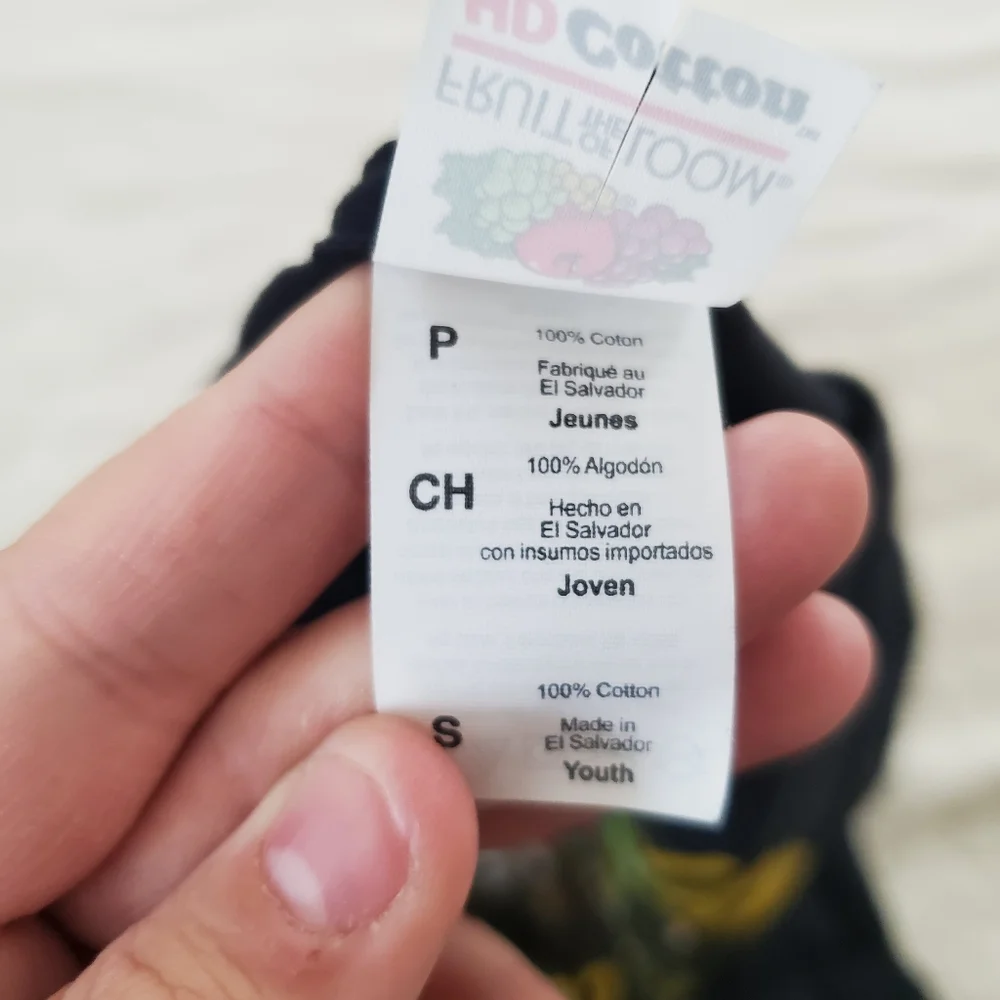 HD Cotton™
FRUIT OF THE LOOM®
P
100% Coton
Fabriqué au
El Salvador
Jeunes
CH
100% Algodón
Hecho en
El Salvador
con insumos importados
Joven
S
100% Cotton
Made in
El Salvador
Youth